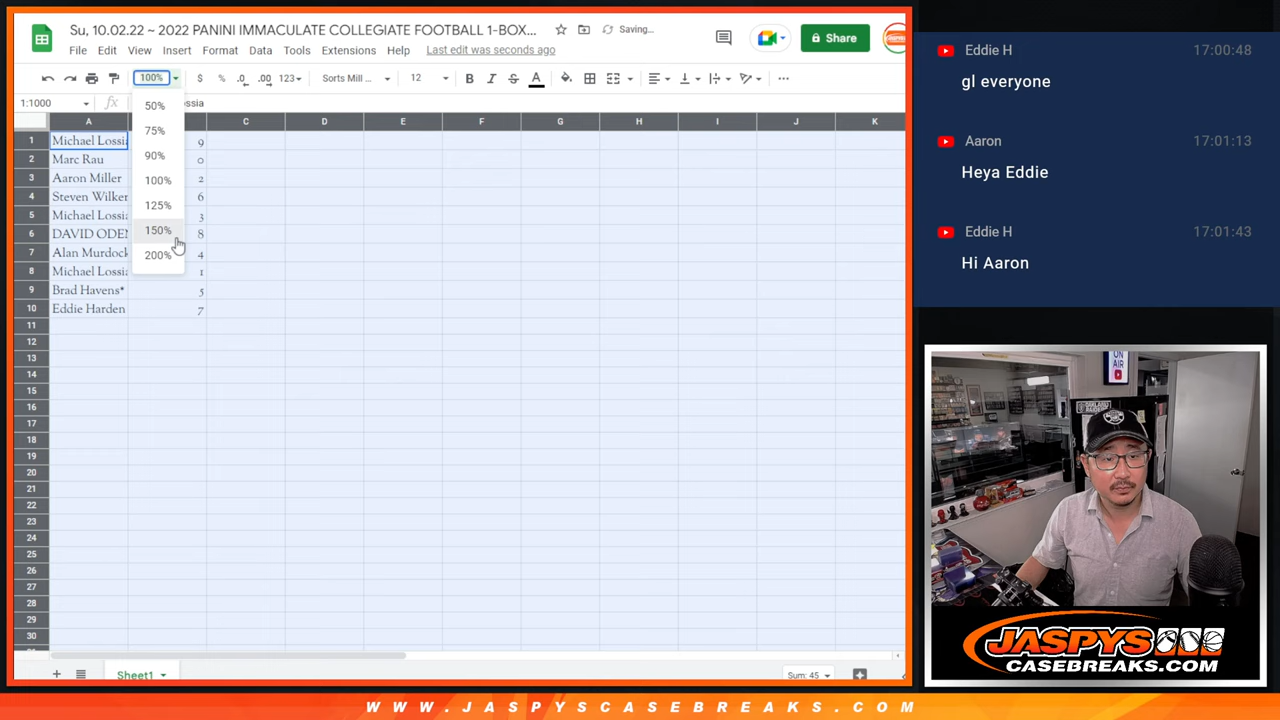 Su, 10.02.22 ~ 2022 PANINI IMMACULATE COLLEGIATE FOOTBALL 1-BOX...
Saving...
File Edit View Insert Format Data Tools Extensions Help Last edit was seconds ago
Share
100% $ % .0 .00 123 Sorts Mill ... 12 B I S A
1:1000 fx
A C D E F G H I J K
50%
75%
90%
100%
125%
150%
200%
1 Michael Lossia 9
2 Marc Rau 0
3 Aaron Miller 2
4 Steven Wilker 6
5 Michael Lossia 3
6 DAVID ODEN 8
7 Alan Murdock 4
8 Michael Lossia 1
9 Brad Havens* 5
10 Eddie Harden 7
11
12
13
14
15
16
17
18
19
20
21
22
23
24
25
26
27
28
29
30
Sheet1
Sum: 45
Eddie H 17:00:48
gl everyone
Aaron 17:01:13
Heya Eddie
Eddie H 17:01:43
Hi Aaron
ON AIR
JASPYS
CASEBREAKS.COM
WWW.JASPYSCASEBREAKS.COM